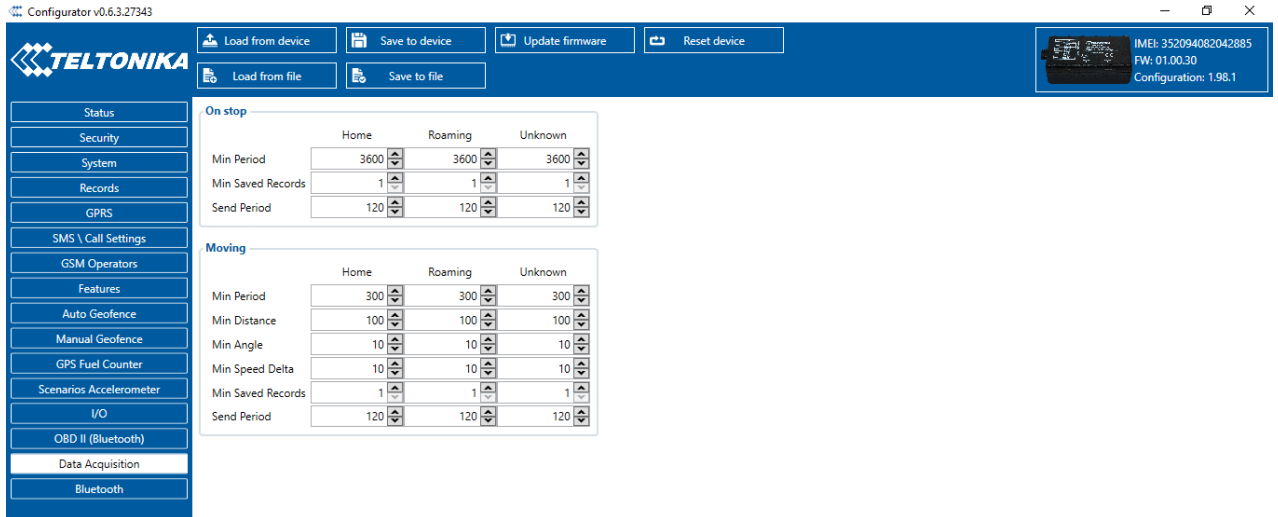 Configurator v0.6.3.27343
TELTONIKA
Load from device
Save to device
Update firmware
Reset device
Load from file
Save to file
IMEI: 352094082042885
FW: 01.00.30
Configuration: 1.98.1
Status
Security
System
Records
GPRS
SMS \ Call Settings
GSM Operators
Features
Auto Geofence
Manual Geofence
GPS Fuel Counter
Scenarios Accelerometer
I/O
OBD II (Bluetooth)
Data Acquisition
Bluetooth
On stop
Home Roaming Unknown
Min Period 3600 3600 3600
Min Saved Records 1 1 1
Send Period 120 120 120
Moving
Home Roaming Unknown
Min Period 300 300 300
Min Distance 100 100 100
Min Angle 10 10 10
Min Speed Delta 10 10 10
Min Saved Records 1 1 1
Send Period 120 120 120